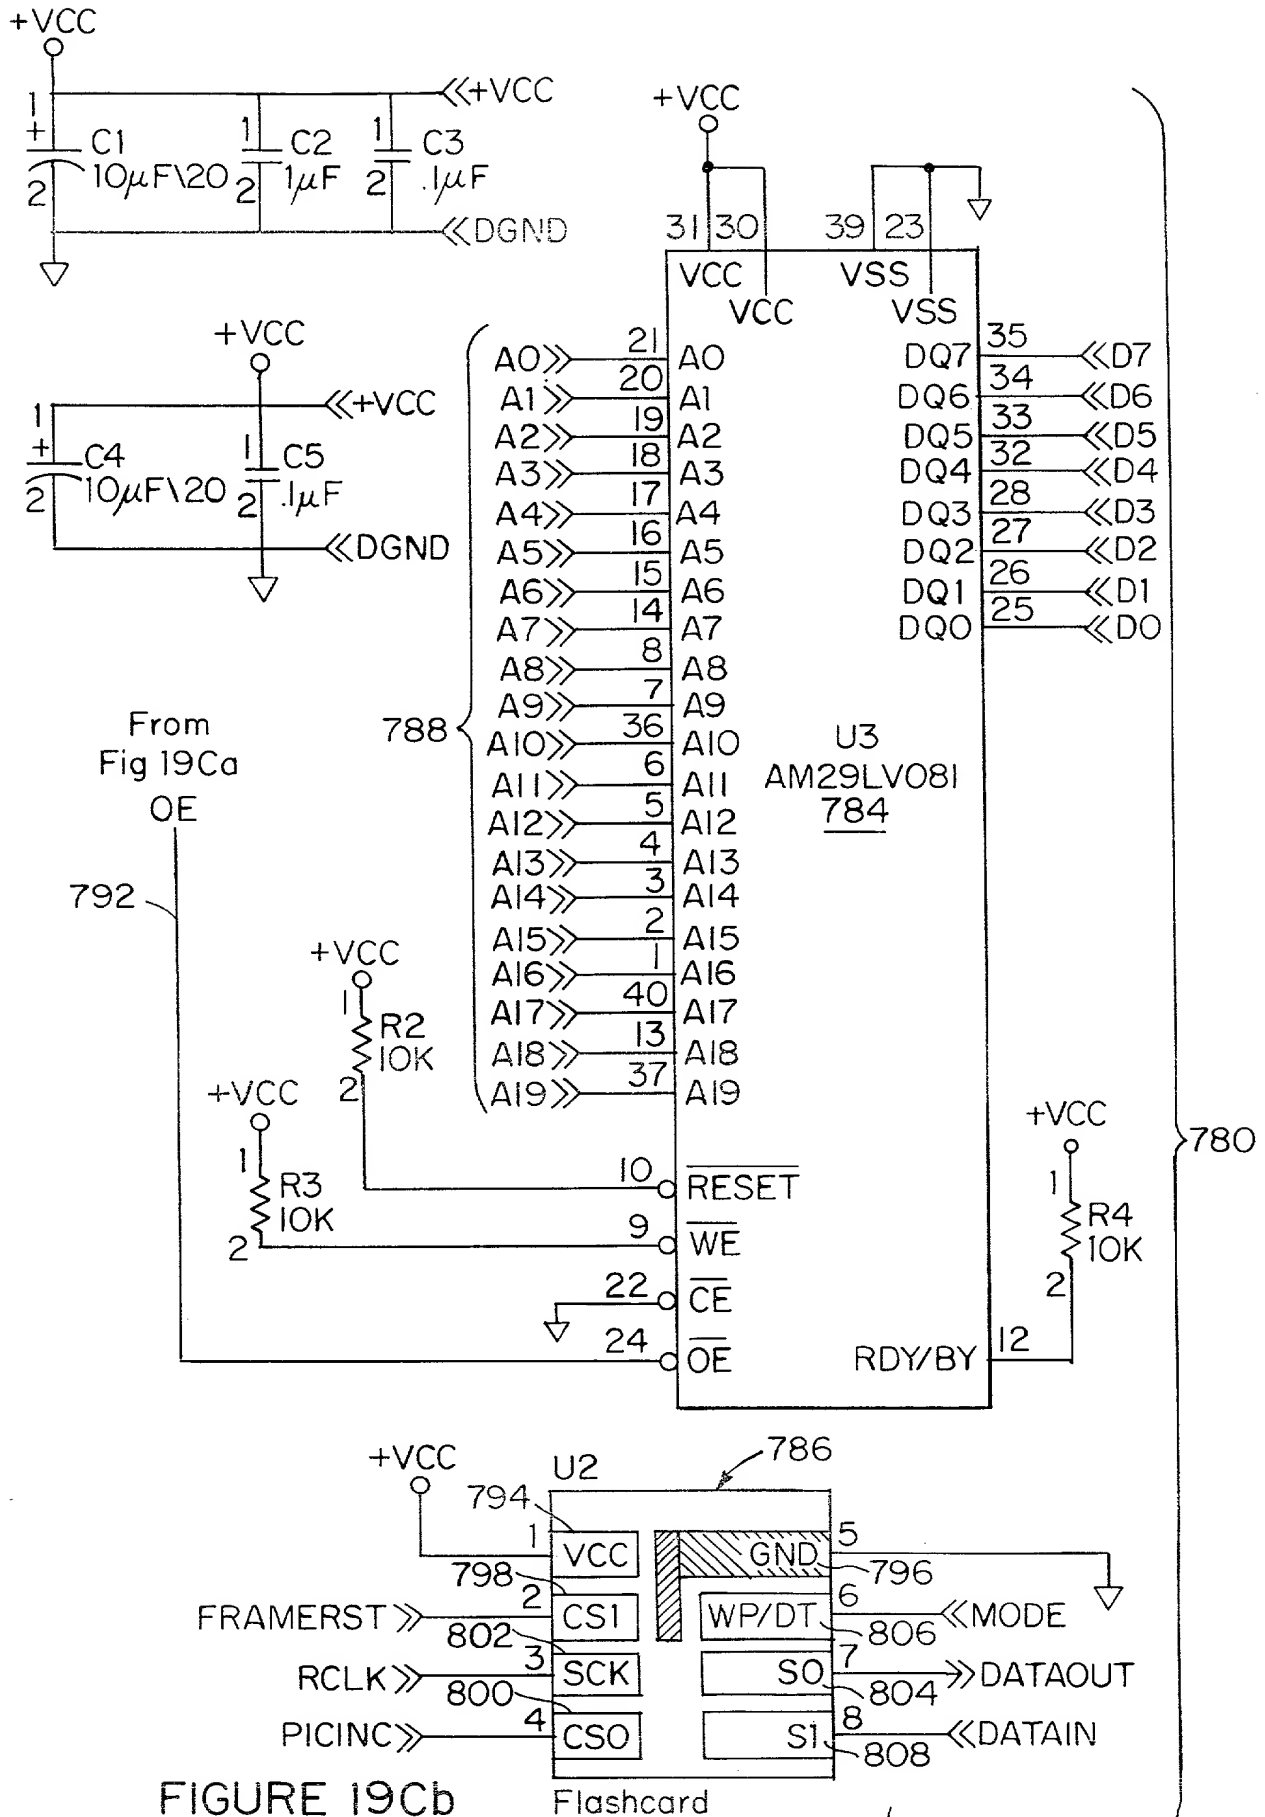 +VCC
1
+
C1
10µF\20
2
1
C2
1µF
2
1
C3
.1µF
2
<<+VCC
<<DGND
+VCC
1
+
C4
10µF\20
2
1
C5
.1µF
2
<<+VCC
<<DGND
+VCC
31 30 39 23
VCC VSS
VCC VSS
A0>> 21 A0
A1>> 20 A1
A2>> 19 A2
A3>> 18 A3
A4>> 17 A4
A5>> 16 A5
A6>> 15 A6
A7>> 14 A7
A8>> 8 A8
A9>> 7 A9
788
A10>> 36 A10
A11>> 6 A11
A12>> 5 A12
A13>> 4 A13
A14>> 3 A14
A15>> 2 A15
A16>> 1 A16
A17>> 40 A17
A18>> 13 A18
A19>> 37 A19
DQ7 35 <<D7
DQ6 34 <<D6
DQ5 33 <<D5
DQ4 32 <<D4
DQ3 28 <<D3
DQ2 27 <<D2
DQ1 26 <<D1
DQ0 25 <<D0
U3
AM29LV081
784
From
Fig 19Ca
OE
792
+VCC
1
R2
10K
2
+VCC
1
R3
10K
2
10 RESET
9 WE
22 CE
24 OE
RDY/BY 12
+VCC
1
R4
10K
2
780
+VCC
U2
786
794
1 VCC
GND 5
796
798
FRAMERST>> 2 CS1
WP/DT 6 <<MODE
806
802
RCLK>> 3 SCK
SO 7 >>DATAOUT
804
800
PICINC>> 4 CSO
S1 8 <<DATAIN
808
FIGURE 19Cb
Flashcard